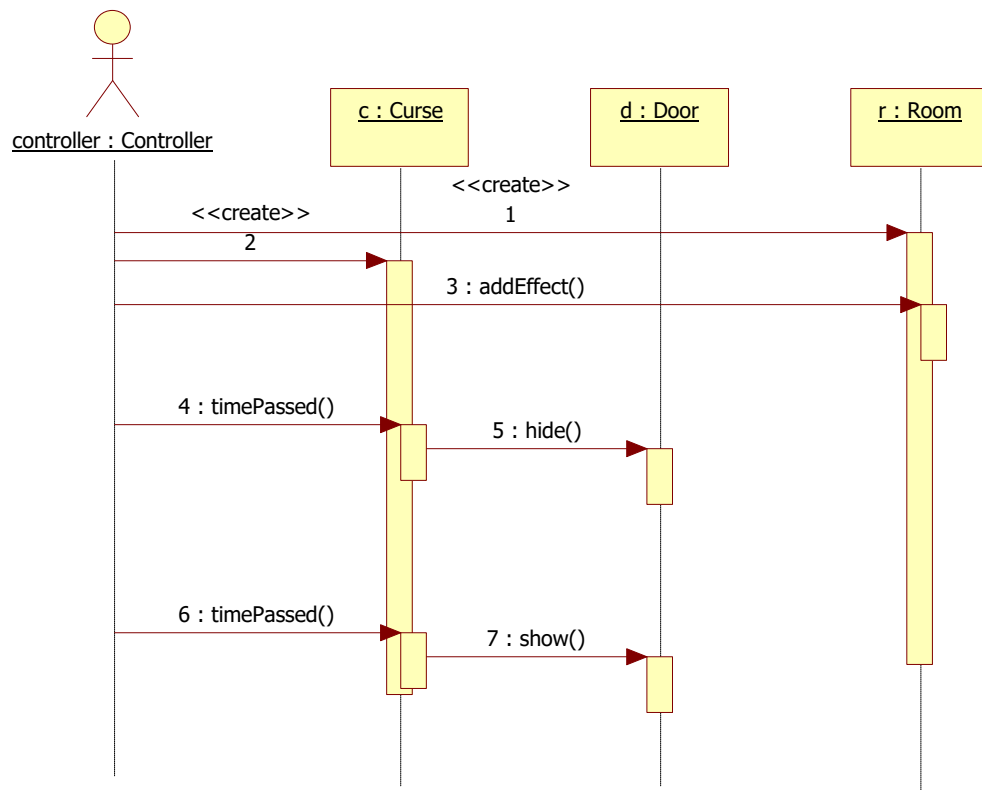 controller : Controller
c : Curse
d : Door
r : Room
<<create>>
1
<<create>>
2
3 : addEffect()
4 : timePassed()
5 : hide()
6 : timePassed()
7 : show()